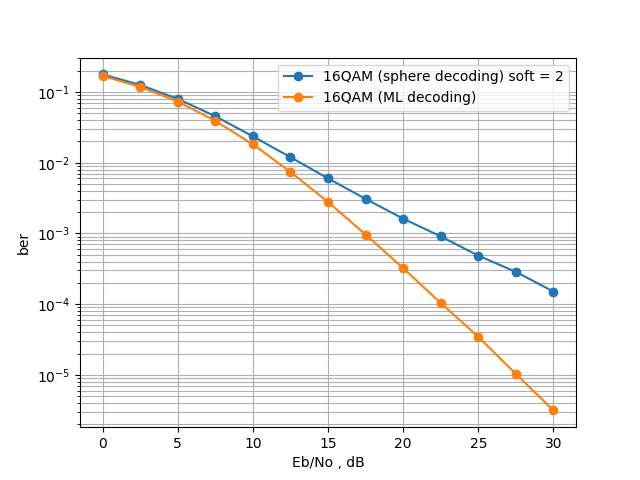 16QAM (sphere decoding) soft = 2
16QAM (ML decoding)
ber
10⁻¹
10⁻²
10⁻³
10⁻⁴
10⁻⁵
0 5 10 15 20 25 30
Eb/No , dB